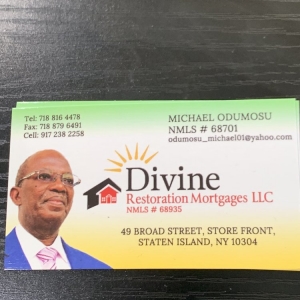 Tel: 718 816 4478
Fax: 718 879 6491
Cell: 917 238 2258
MICHAEL ODUMOSU
NMLS # 68701
odumosu_michael01@yahoo.com
Divine
Restoration Mortgages LLC
NMLS # 68935
49 BROAD STREET, STORE FRONT,
STATEN ISLAND, NY 10304